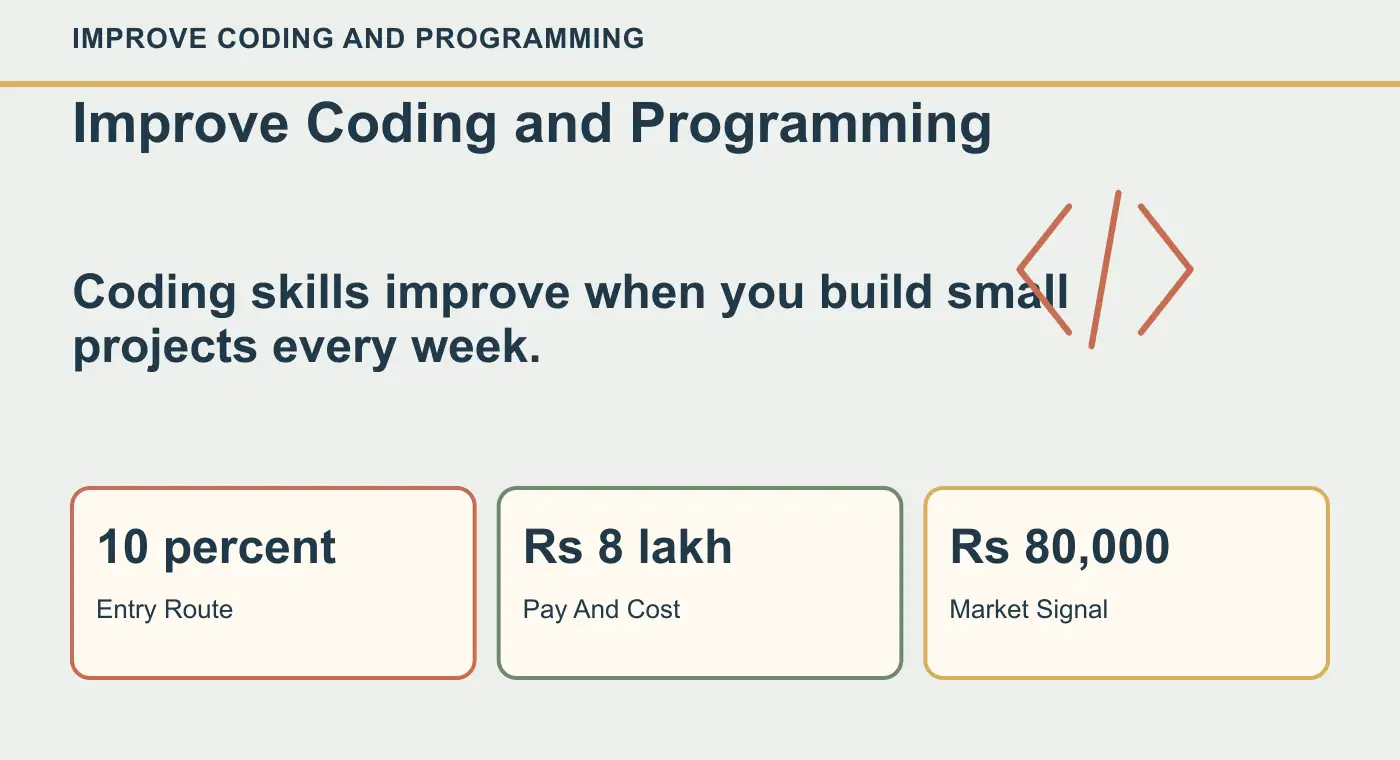 IMPROVE CODING AND PROGRAMMING
Improve Coding and Programming
Coding skills improve when you build small
projects every week.
10 percent
Entry Route
Rs 8 lakh
Pay And Cost
Rs 80,000
Market Signal